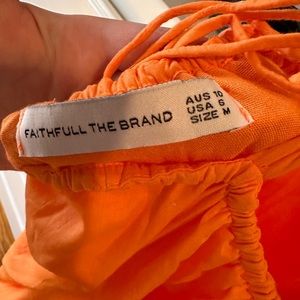 FAITHFULL THE BRAND
AUS 10
USA 6
SIZE M